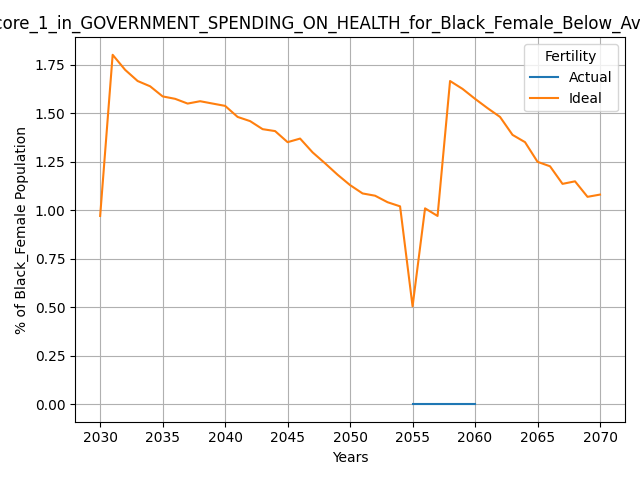 core_1_in_GOVERNMENT_SPENDING_ON_HEALTH_for_Black_Female_Below_Av
Fertility
Actual
Ideal
% of Black_Female Population
1.75
1.50
1.25
1.00
0.75
0.50
0.25
0.00
2030 2035 2040 2045 2050 2055 2060 2065 2070
Years